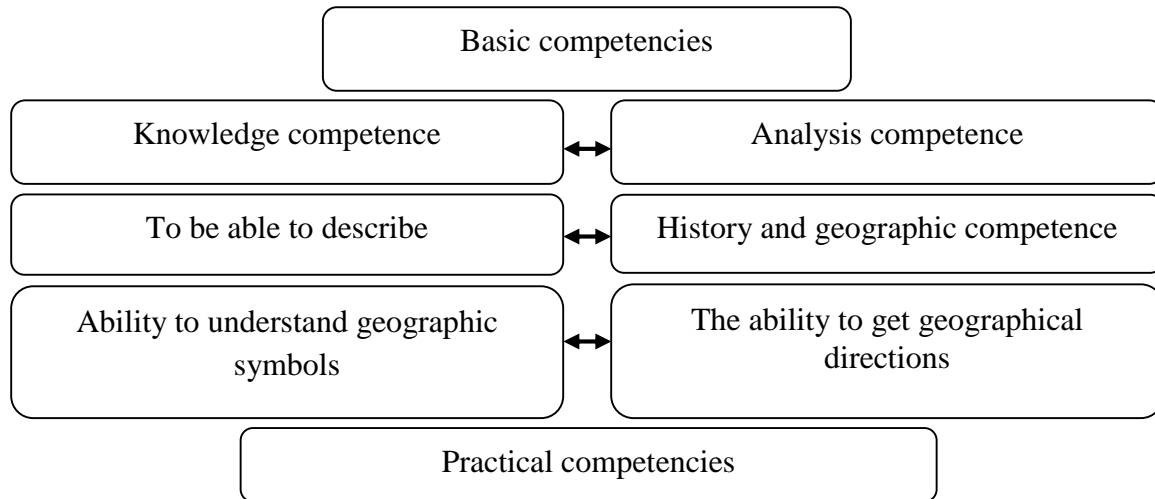 Basic competencies
Knowledge competence
Analysis competence
To be able to describe
History and geographic competence
Ability to understand geographic
symbols
The ability to get geographical
directions
Practical competencies